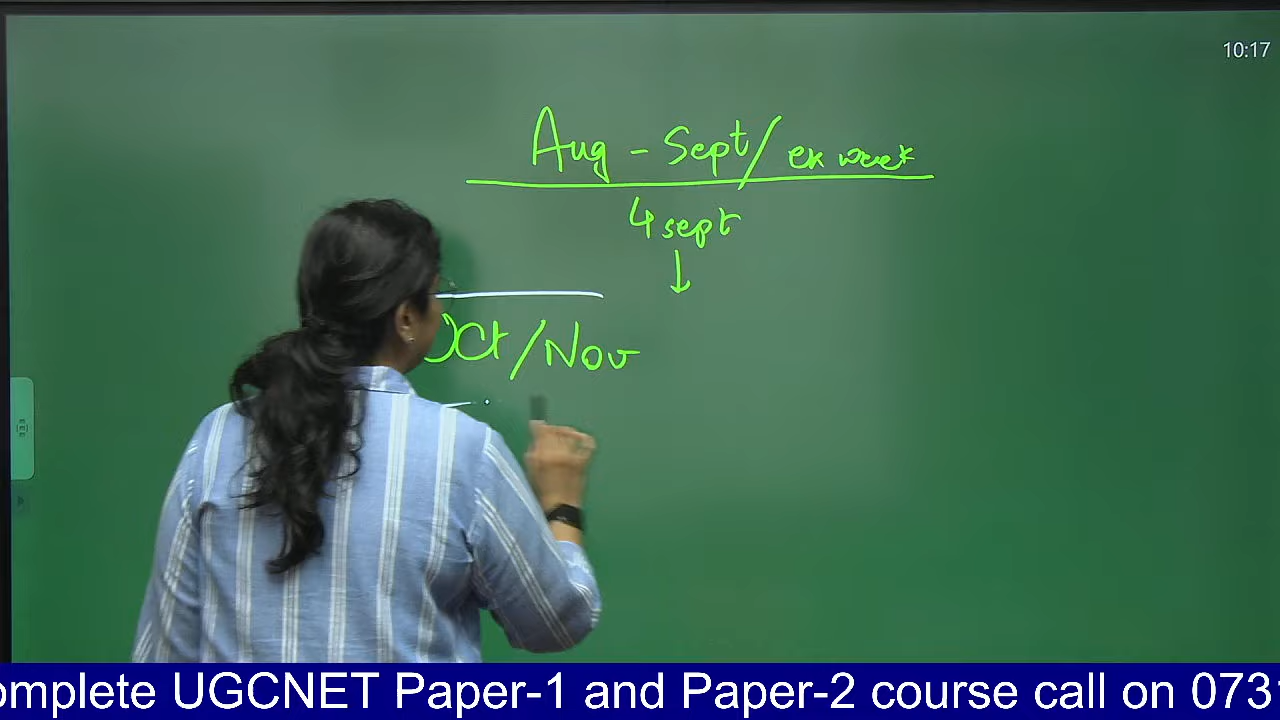 10:17
Aug - Sept / ek week
4 sept
Oct / Nov
omplete UGCNET Paper-1 and Paper-2 course call on 073